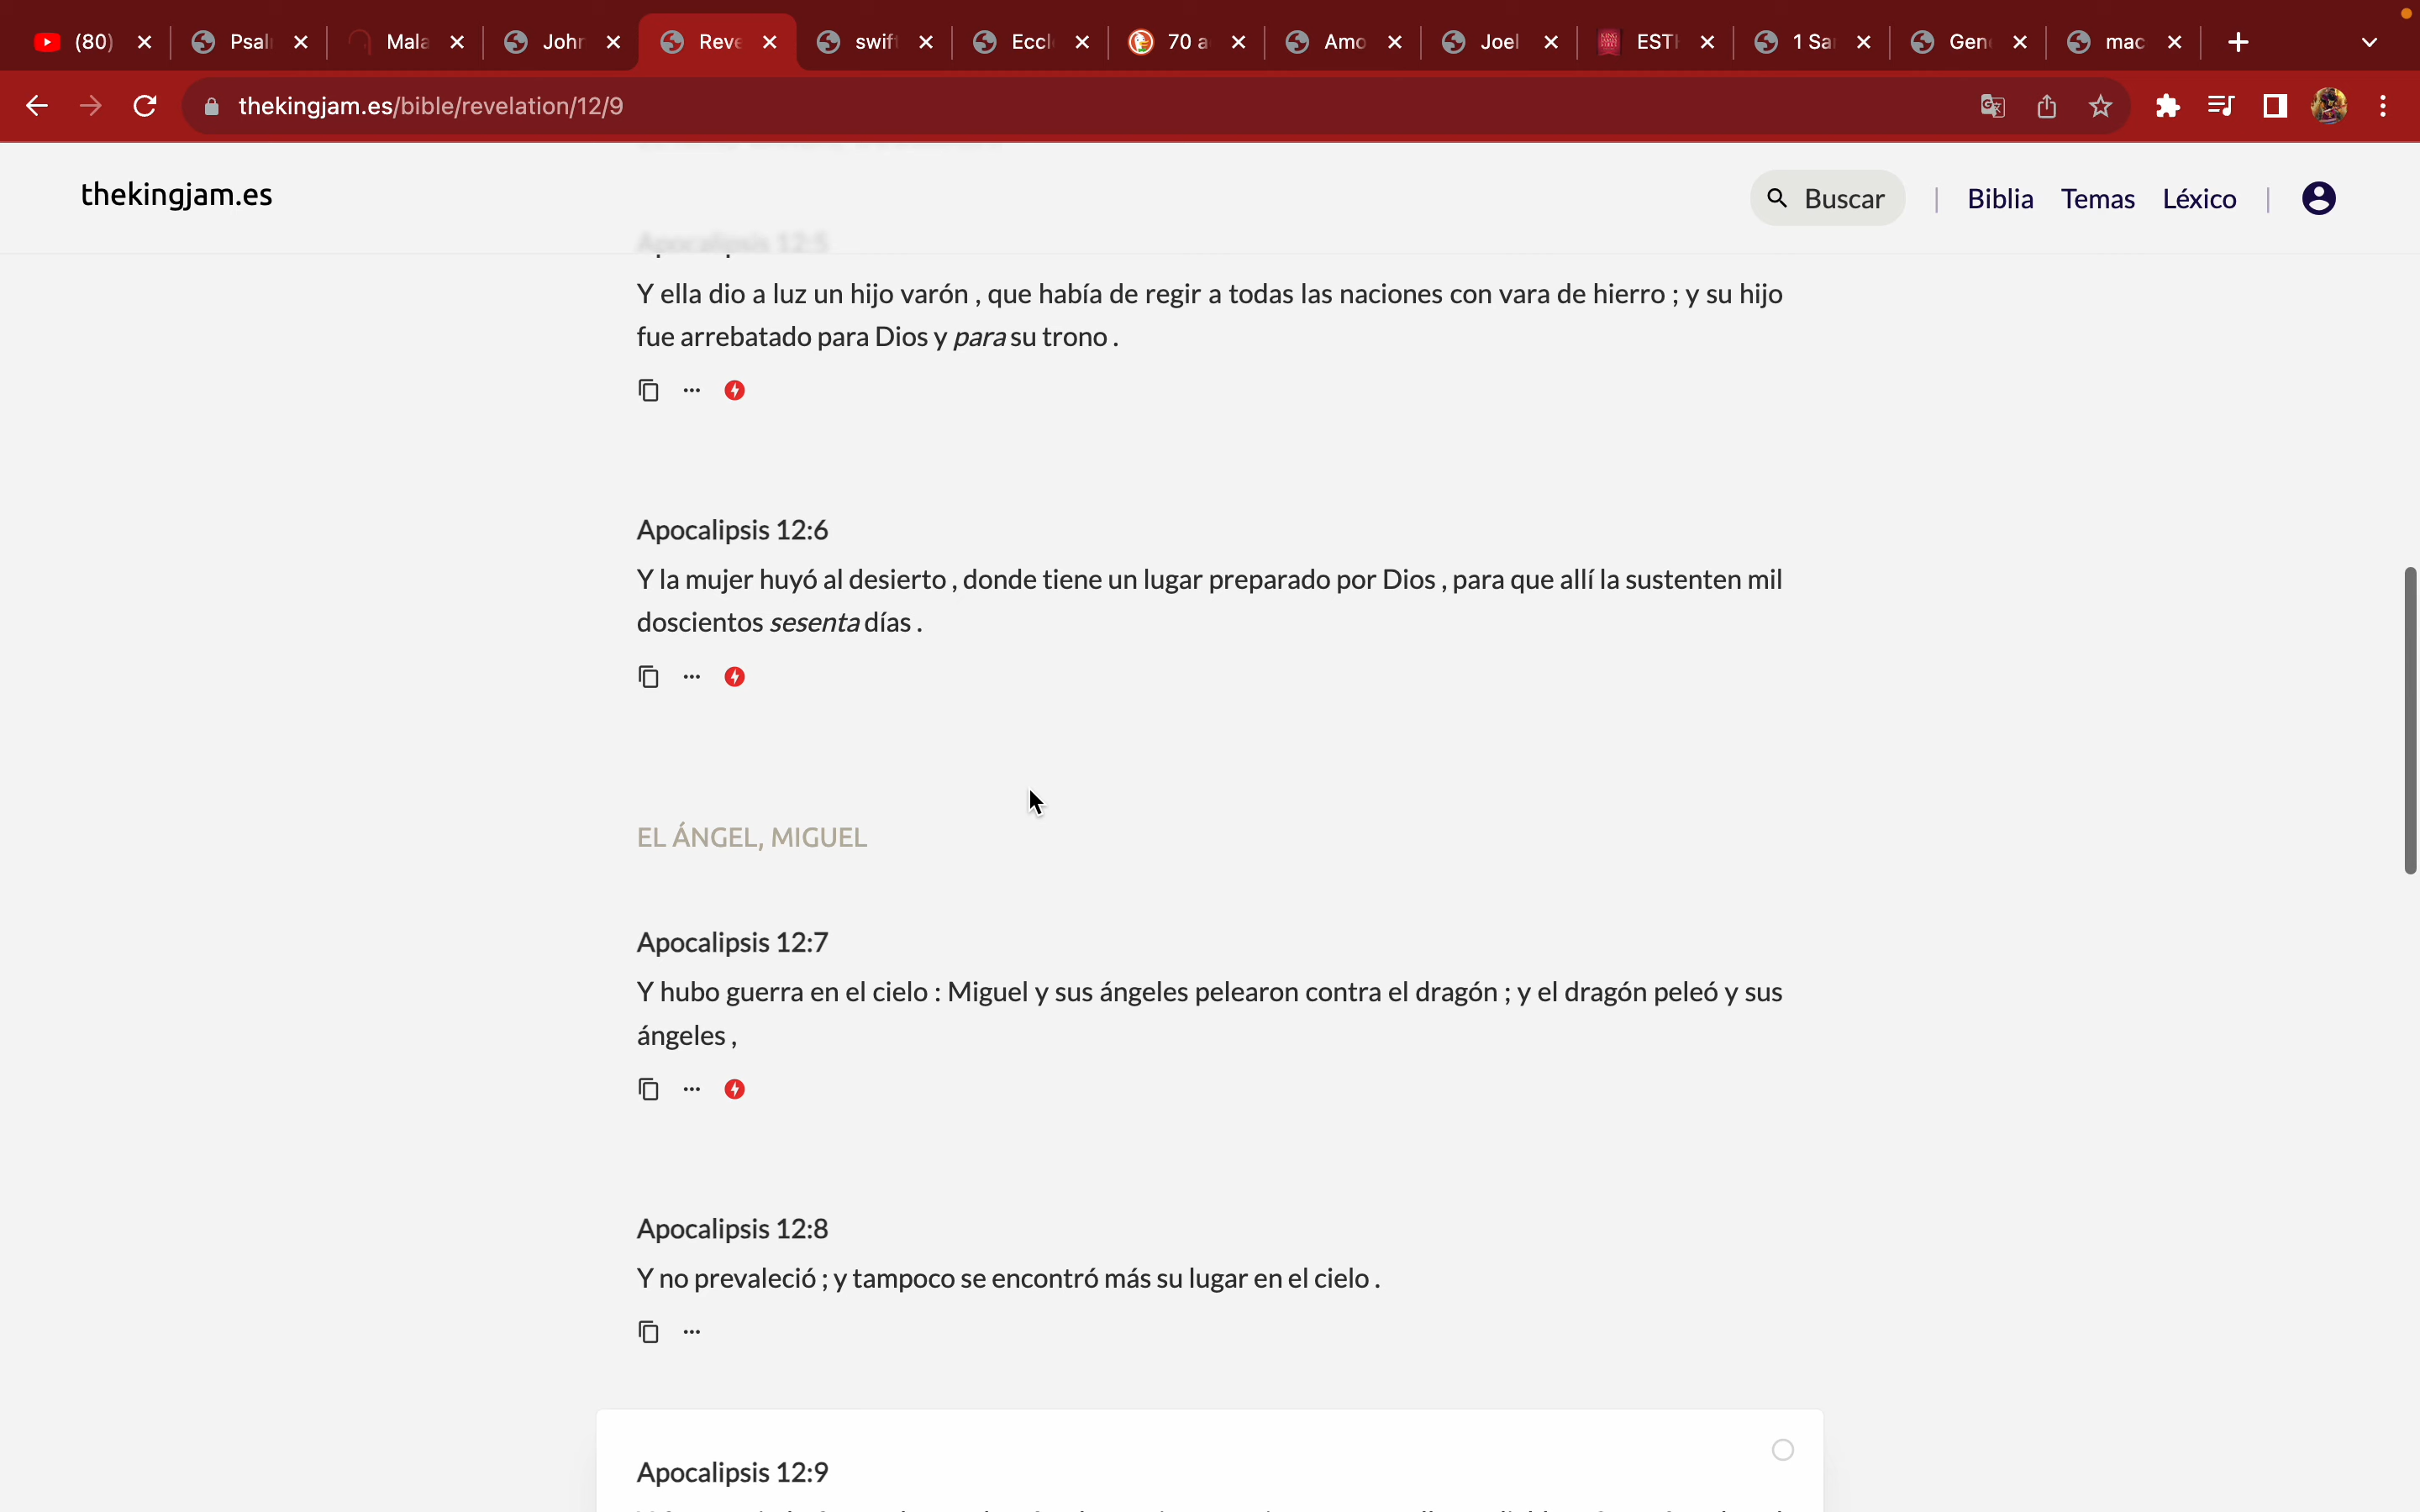 (80) Psal Mala John Reve swift Eccl 70 a Amo Joel EST 1 Sa Gen mac
thekingjam.es/bible/revelation/12/9
thekingjam.es Buscar | Biblia Temas Léxico |
Apocalipsis 12:5
Y ella dio a luz un hijo varón , que había de regir a todas las naciones con vara de hierro ; y su hijo
fue arrebatado para Dios y para su trono .
Apocalipsis 12:6
Y la mujer huyó al desierto , donde tiene un lugar preparado por Dios , para que allí la sustenten mil
doscientos sesenta días .
EL ÁNGEL, MIGUEL
Apocalipsis 12:7
Y hubo guerra en el cielo : Miguel y sus ángeles pelearon contra el dragón ; y el dragón peleó y sus
ángeles ,
Apocalipsis 12:8
Y no prevaleció ; y tampoco se encontró más su lugar en el cielo .
Apocalipsis 12:9